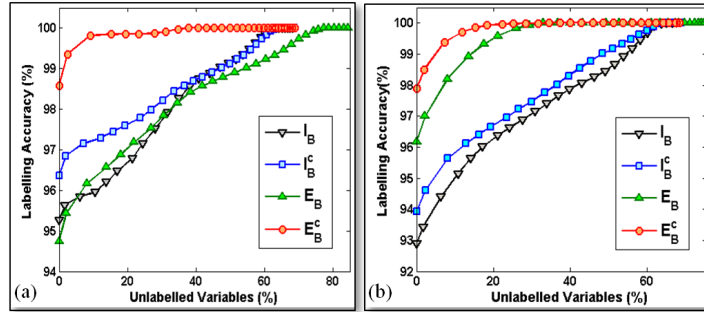 100
99
98
97
96
95
94
0
20
40
60
80
Labelling Accuracy (%)
Unlabelled Variables (%)
I_B
I_B^c
E_B
E_B^c
(a)
100
99
98
97
96
95
94
93
92
0
20
40
60
Labelling Accuracy(%)
Unlabelled Variables (%)
I_B
I_B^c
E_B
E_B^c
(b)